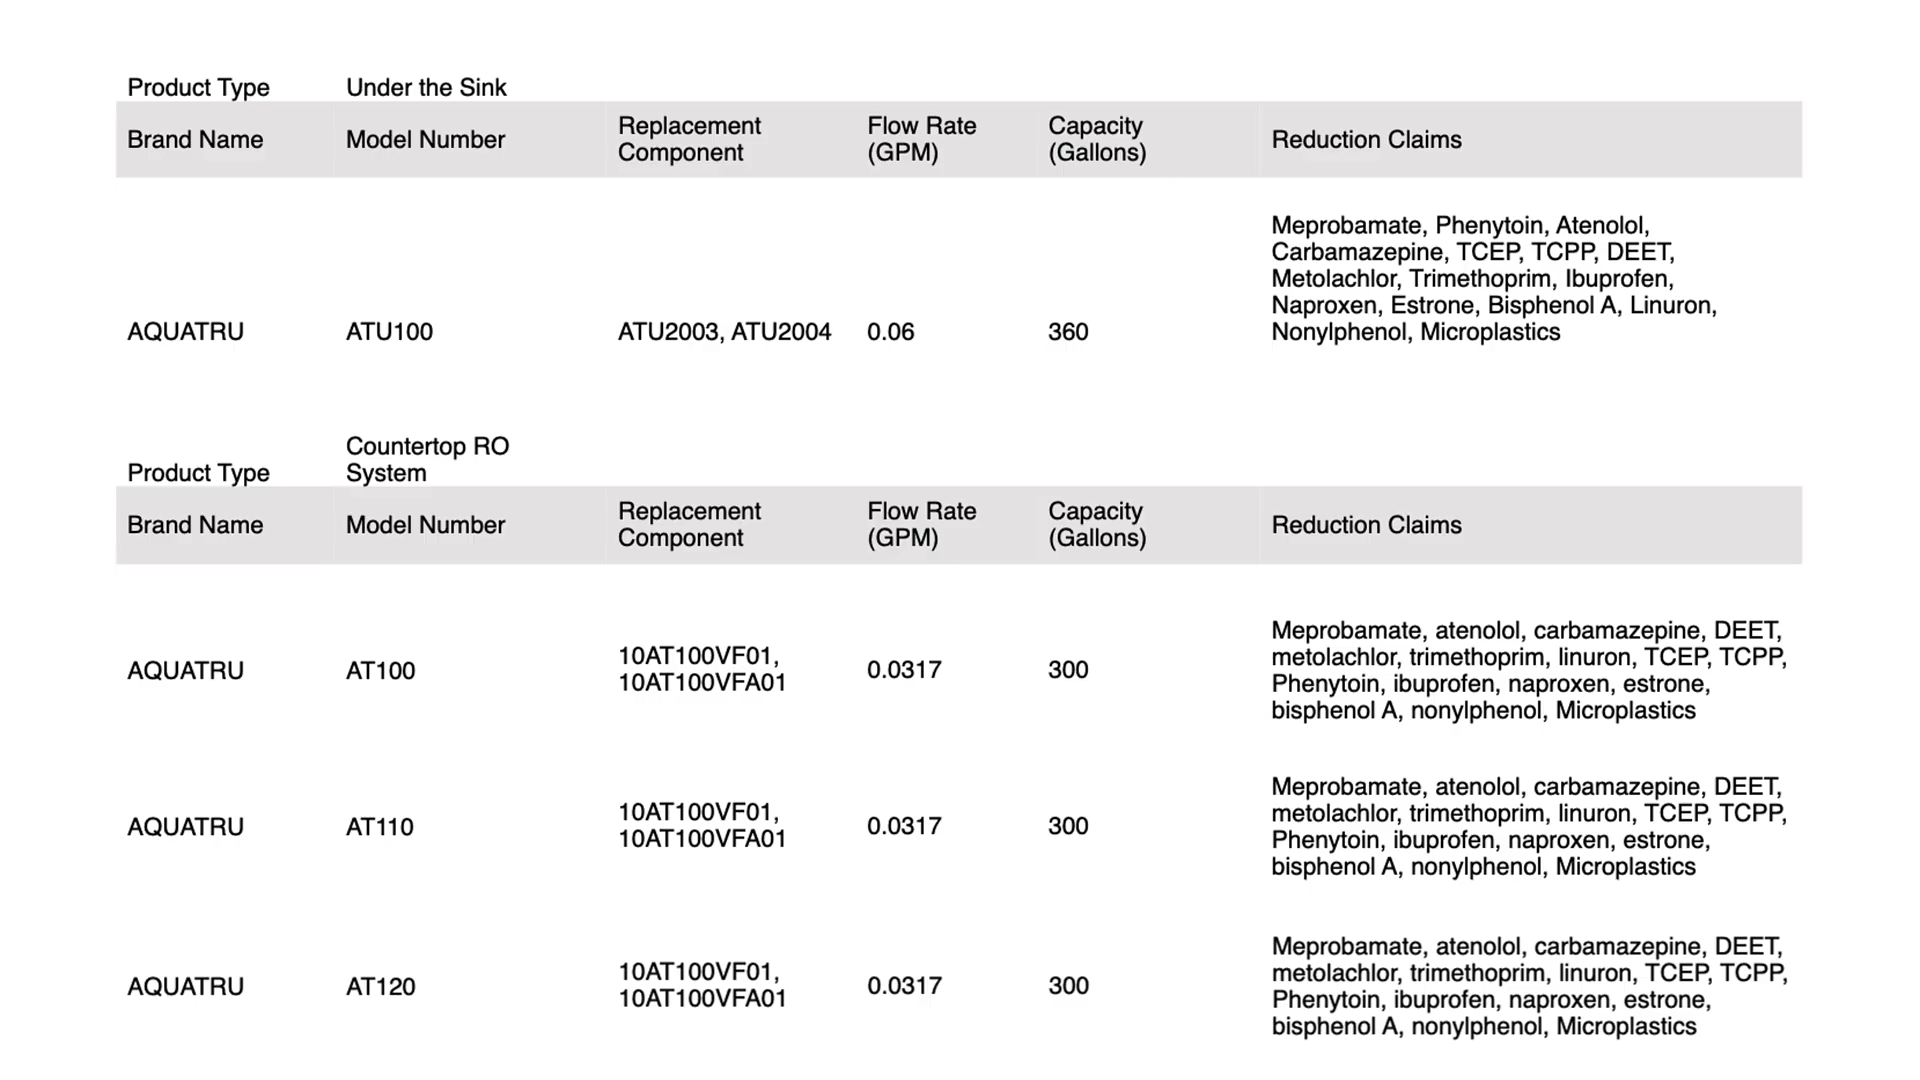 Product Type Under the Sink
Brand Name Model Number Replacement Component Flow Rate (GPM) Capacity (Gallons) Reduction Claims
AQUATRU ATU100 ATU2003, ATU2004 0.06 360
Meprobamate, Phenytoin, Atenolol,
Carbamazepine, TCEP, TCPP, DEET,
Metolachlor, Trimethoprim, Ibuprofen,
Naproxen, Estrone, Bisphenol A, Linuron,
Nonylphenol, Microplastics
Product Type Countertop RO System
Brand Name Model Number Replacement Component Flow Rate (GPM) Capacity (Gallons) Reduction Claims
AQUATRU AT100 10AT100VF01, 10AT100VFA01 0.0317 300
Meprobamate, atenolol, carbamazepine, DEET,
metolachlor, trimethoprim, linuron, TCEP, TCPP,
Phenytoin, ibuprofen, naproxen, estrone,
bisphenol A, nonylphenol, Microplastics
AQUATRU AT110 10AT100VF01, 10AT100VFA01 0.0317 300
Meprobamate, atenolol, carbamazepine, DEET,
metolachlor, trimethoprim, linuron, TCEP, TCPP,
Phenytoin, ibuprofen, naproxen, estrone,
bisphenol A, nonylphenol, Microplastics
AQUATRU AT120 10AT100VF01, 10AT100VFA01 0.0317 300
Meprobamate, atenolol, carbamazepine, DEET,
metolachlor, trimethoprim, linuron, TCEP, TCPP,
Phenytoin, ibuprofen, naproxen, estrone,
bisphenol A, nonylphenol, Microplastics